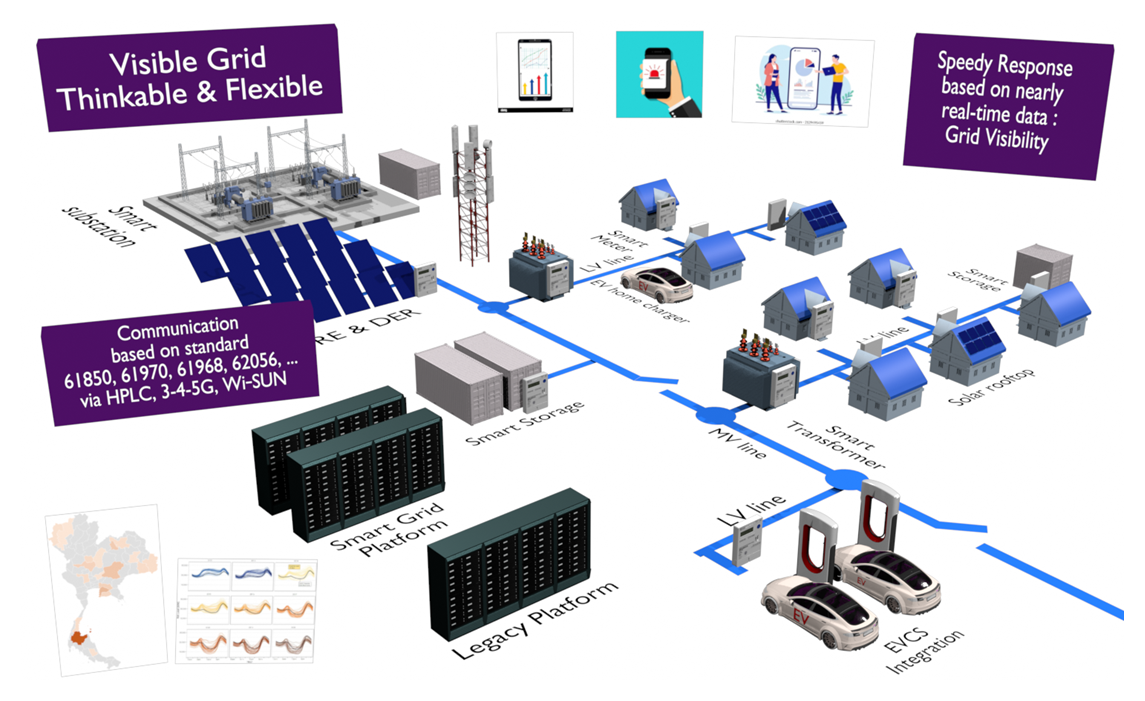 Visible Grid
Thinkable & Flexible
Speedy Response
based on nearly
real-time data :
Grid Visibility
Smart
substation
Smart
Meter
LV line
EV
EV home charger
Smart
Storage
line
Solar rooftop
RE & DER
Communication
based on standard
61850, 61970, 61968, 62056, ...
via HPLC, 3-4-5G, Wi-SUN
Smart Storage
MV line
Smart
Transformer
Smart Grid
Platform
LV line
Legacy Platform
EV
EV
EVCS
Integration